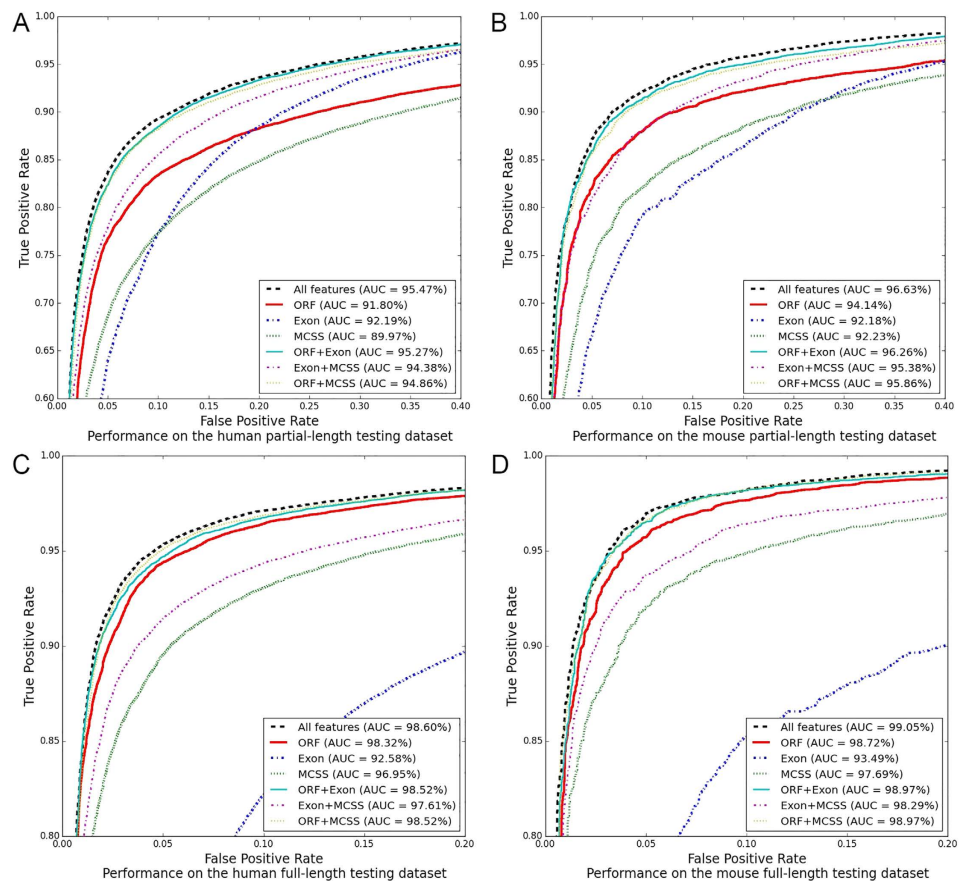 A
True Positive Rate
1.00
0.95
0.90
0.85
0.80
0.75
0.70
0.65
0.60
All features (AUC = 95.47%)
ORF (AUC = 91.80%)
Exon (AUC = 92.19%)
MCSS (AUC = 89.97%)
ORF+Exon (AUC = 95.27%)
Exon+MCSS (AUC = 94.38%)
ORF+MCSS (AUC = 94.86%)
0.00 0.05 0.10 0.15 0.20 0.25 0.30 0.35 0.40
False Positive Rate
Performance on the human partial-length testing dataset
B
True Positive Rate
1.00
0.95
0.90
0.85
0.80
0.75
0.70
0.65
0.60
All features (AUC = 96.63%)
ORF (AUC = 94.14%)
Exon (AUC = 92.18%)
MCSS (AUC = 92.23%)
ORF+Exon (AUC = 96.26%)
Exon+MCSS (AUC = 95.38%)
ORF+MCSS (AUC = 95.86%)
0.00 0.05 0.10 0.15 0.20 0.25 0.30 0.35 0.40
False Positive Rate
Performance on the mouse partial-length testing dataset
C
True Positive Rate
1.00
0.95
0.90
0.85
0.80
All features (AUC = 98.60%)
ORF (AUC = 98.32%)
Exon (AUC = 92.58%)
MCSS (AUC = 96.95%)
ORF+Exon (AUC = 98.52%)
Exon+MCSS (AUC = 97.61%)
ORF+MCSS (AUC = 98.52%)
0.00 0.05 0.10 0.15 0.20
False Positive Rate
Performance on the human full-length testing dataset
D
True Positive Rate
1.00
0.95
0.90
0.85
0.80
All features (AUC = 99.05%)
ORF (AUC = 98.72%)
Exon (AUC = 93.49%)
MCSS (AUC = 97.69%)
ORF+Exon (AUC = 98.97%)
Exon+MCSS (AUC = 98.29%)
ORF+MCSS (AUC = 98.97%)
0.00 0.05 0.10 0.15 0.20
False Positive Rate
Performance on the mouse full-length testing dataset